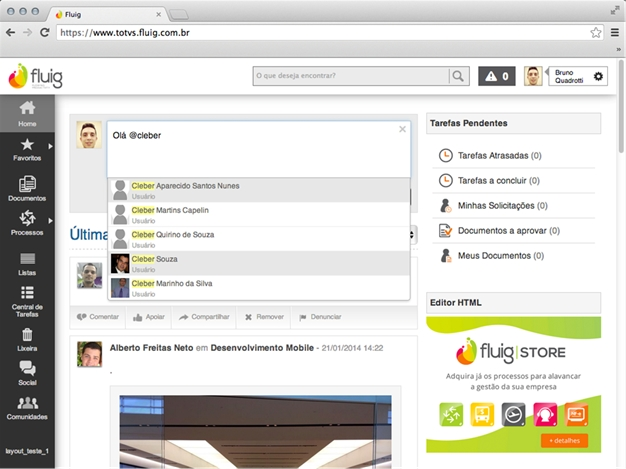 Fluig
https://www.totvs.fluig.com.br
fluig
O que deseja encontrar?
0
Bruno
Quadrotti
Home
Favoritos
Documentos
Processos
Listas
Central de
Tarefas
Lixeira
Social
Comunidades
layout_teste_1
Olá @cleber
Cleber Aparecido Santos Nunes
Usuário
Cleber Martins Capelin
Usuário
Cleber Quirino de Souza
Usuário
Cleber Souza
Usuário
Cleber Marinho da Silva
Usuário
Última
Comentar
Apoiar
Compartilhar
Remover
Denunciar
Alberto Freitas Neto em Desenvolvimento Mobile - 21/01/2014 14:22
.
Tarefas Pendentes
Tarefas Atrasadas (0)
Tarefas a concluir (0)
Minhas Solicitações (0)
Documentos a aprovar (0)
Meus Documentos (0)
Editor HTML
fluig|STORE
Adquira já os processos para alavancar
a gestão da sua empresa
+ detalhes